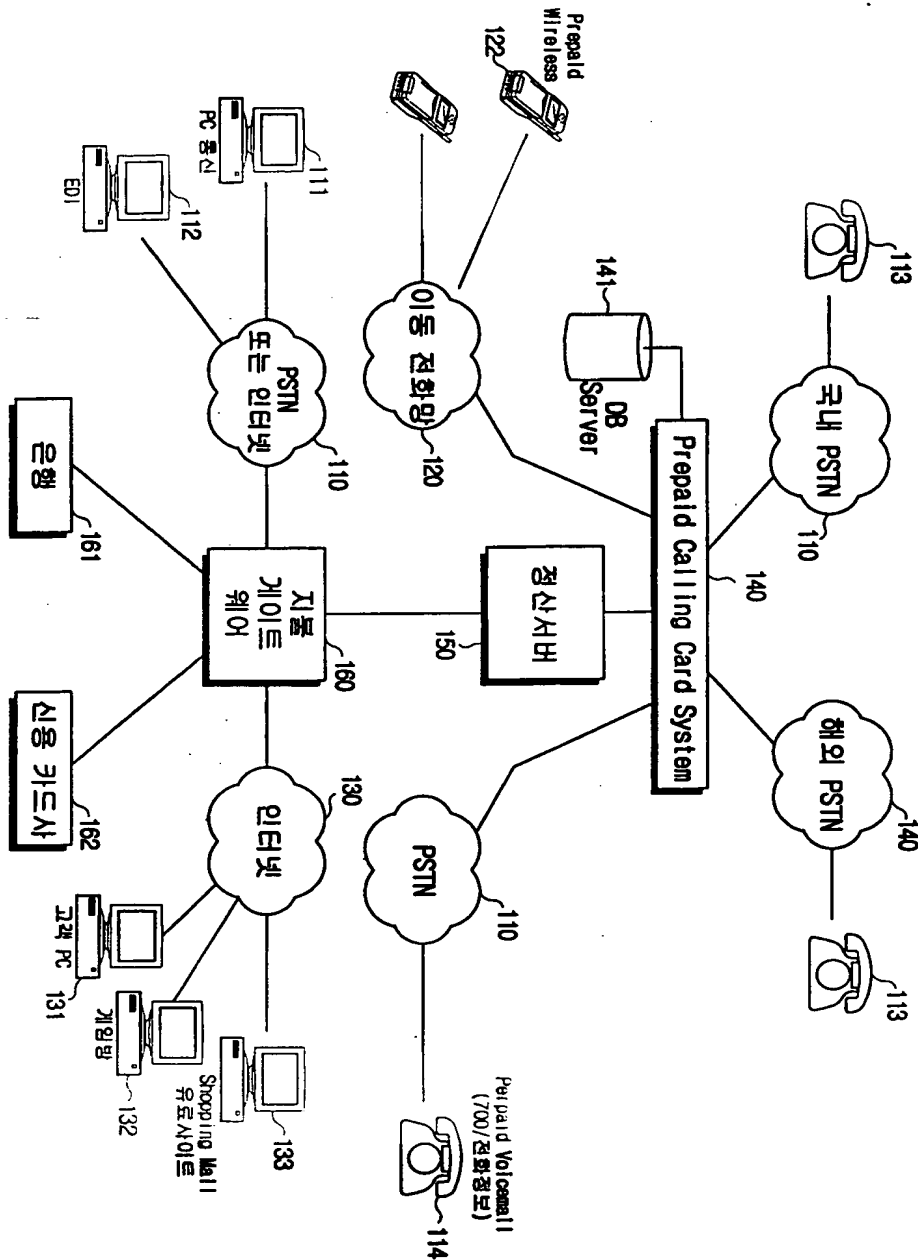 113
113
국내 PSTN
110
해외 PSTN
140
Prepaid Calling Card System
140
DB
Server
141
정산서버
150
Prepaid
Wireless
122
이동 전화망
120
PSTN
110
Perpaid Voicemail
(700/전화정보)
114
PC 통신
111
EDI
112
PSTN
또는 인터넷
110
지불
게이트
웨어
160
인터넷
130
Shopping Mall
유료사이트
133
게임방
132
고객 PC
131
은행
161
신용 카드사
162